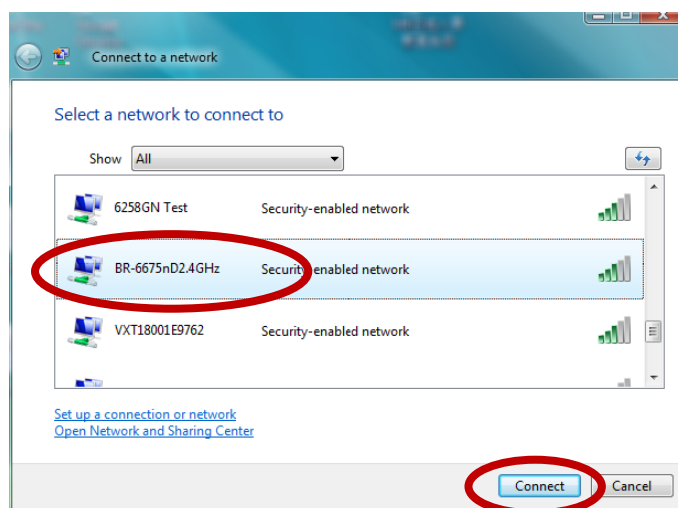 Connect to a network
Select a network to connect to
Show All
6258GN Test Security-enabled network
BR-6675nD2.4GHz Security-enabled network
VXT18001E9762 Security-enabled network
Set up a connection or network
Open Network and Sharing Center
Connect Cancel